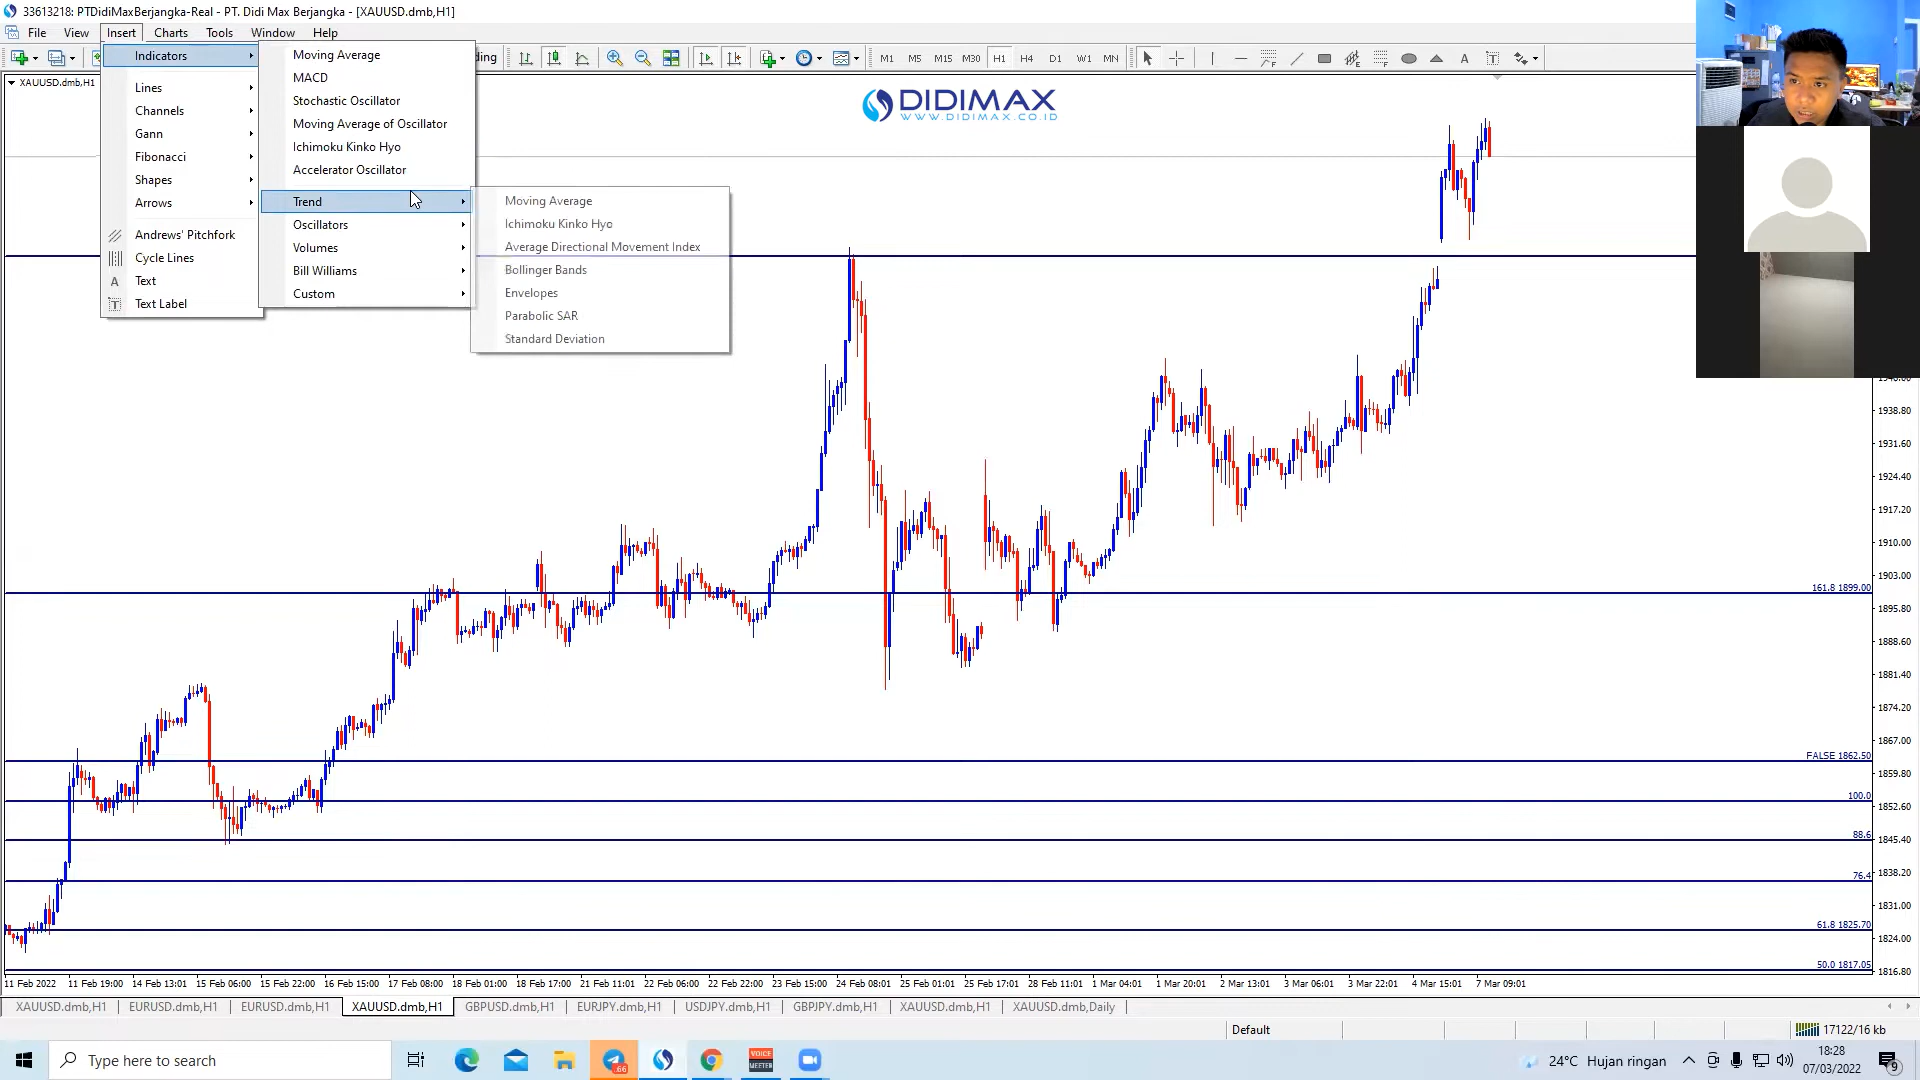 33613218: PTDidiMaxBerjangka-Real - PT. Didi Max Berjangka - [XAUUSD.dmb,H1]
File View Insert Charts Tools Window Help
M1 M5 M15 M30 H1 H4 D1 W1 MN
XAUUSD.dmb,H1
Indicators
Lines
Channels
Gann
Fibonacci
Shapes
Arrows
Andrews' Pitchfork
Cycle Lines
Text
Text Label
Moving Average
MACD
Stochastic Oscillator
Moving Average of Oscillator
Ichimoku Kinko Hyo
Accelerator Oscillator
Trend
Oscillators
Volumes
Bill Williams
Custom
Moving Average
Ichimoku Kinko Hyo
Average Directional Movement Index
Bollinger Bands
Envelopes
Parabolic SAR
Standard Deviation
DIDIMAX
WWW.DIDIMAX.CO.ID
1938.80
1931.60
1924.40
1917.20
1910.00
1903.00
161.8 1899.00
1895.80
1888.60
1881.40
1874.20
1867.00
FALSE 1862.50
1859.80
100.0
1852.60
88.6
1845.40
76.4
1838.20
1831.00
61.8 1825.70
1824.00
50.0 1817.05
1816.80
11 Feb 2022 11 Feb 19:00 14 Feb 13:01 15 Feb 06:00 15 Feb 22:00 16 Feb 15:00 17 Feb 08:00 18 Feb 01:00 18 Feb 17:00 21 Feb 11:01 22 Feb 06:00 22 Feb 22:00 23 Feb 15:00 24 Feb 08:01 25 Feb 01:01 25 Feb 17:01 28 Feb 11:01 1 Mar 04:01 1 Mar 20:01 2 Mar 13:01 3 Mar 06:01 3 Mar 22:01 4 Mar 15:01 7 Mar 09:01
XAUUSD.dmb,H1 EURUSD.dmb,H1 EURUSD.dmb,H1 XAUUSD.dmb,H1 GBPUSD.dmb,H1 EURJPY.dmb,H1 USDJPY.dmb,H1 GBPJPY.dmb,H1 XAUUSD.dmb,H1 XAUUSD.dmb,Daily
Default 17122/16 kb
Type here to search
66
VOICE
MEETER
24°C Hujan ringan
18:28
07/03/2022
9